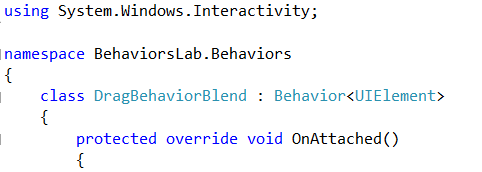 using System.Windows.Interactivity;
namespace BehaviorsLab.Behaviors
{
class DragBehaviorBlend : Behavior<UIElement>
{
protected override void OnAttached()
{